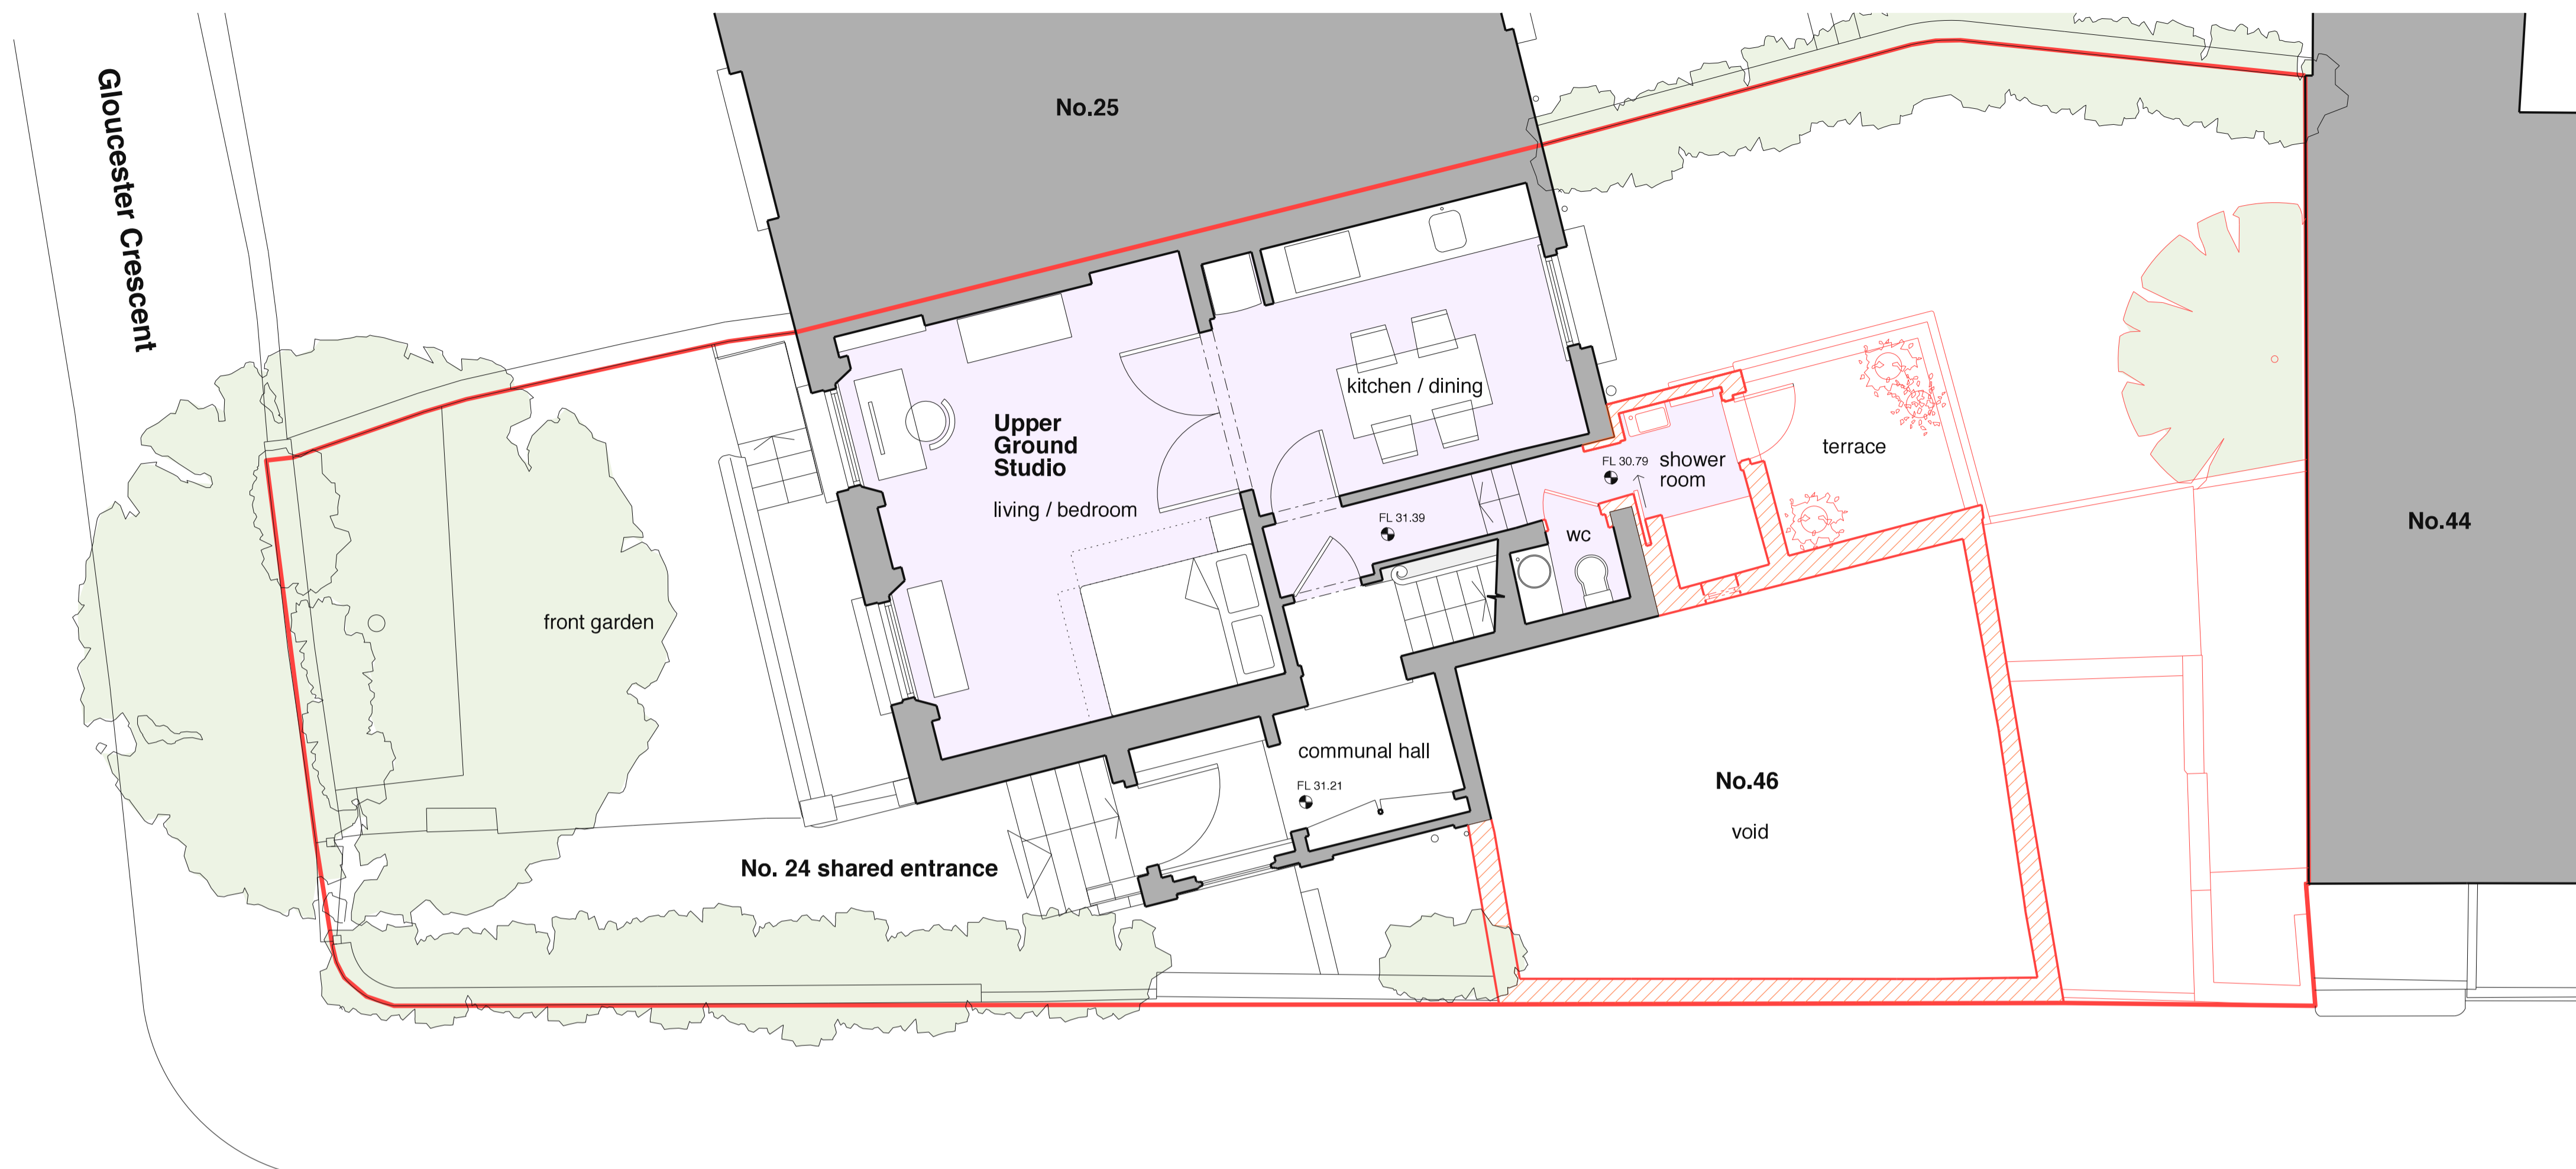 Gloucester Crescent
No.25
kitchen / dining
Upper
Ground
Studio
living / bedroom
FL 30.79
shower
room
terrace
FL 31.39
wc
No.44
front garden
communal hall
FL 31.21
No.46
void
No. 24 shared entrance